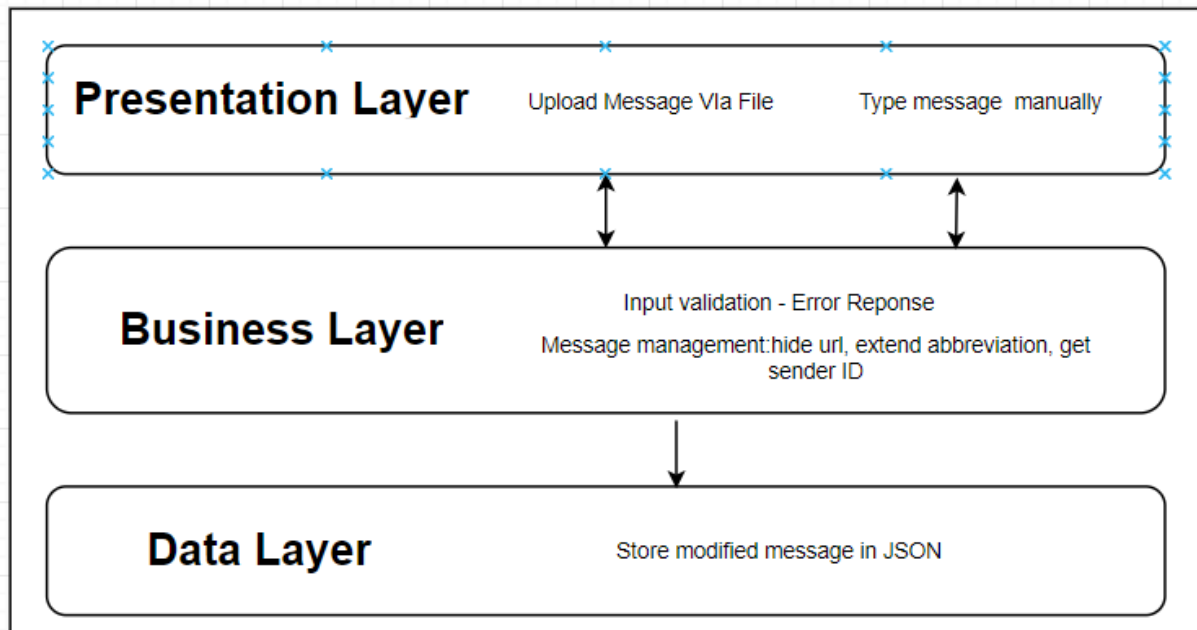 Presentation Layer
Upload Message VIa File
Type message  manually
Business Layer
Input validation - Error Reponse
Message management:hide url, extend abbreviation, get
sender ID
Data Layer
Store modified message in JSON